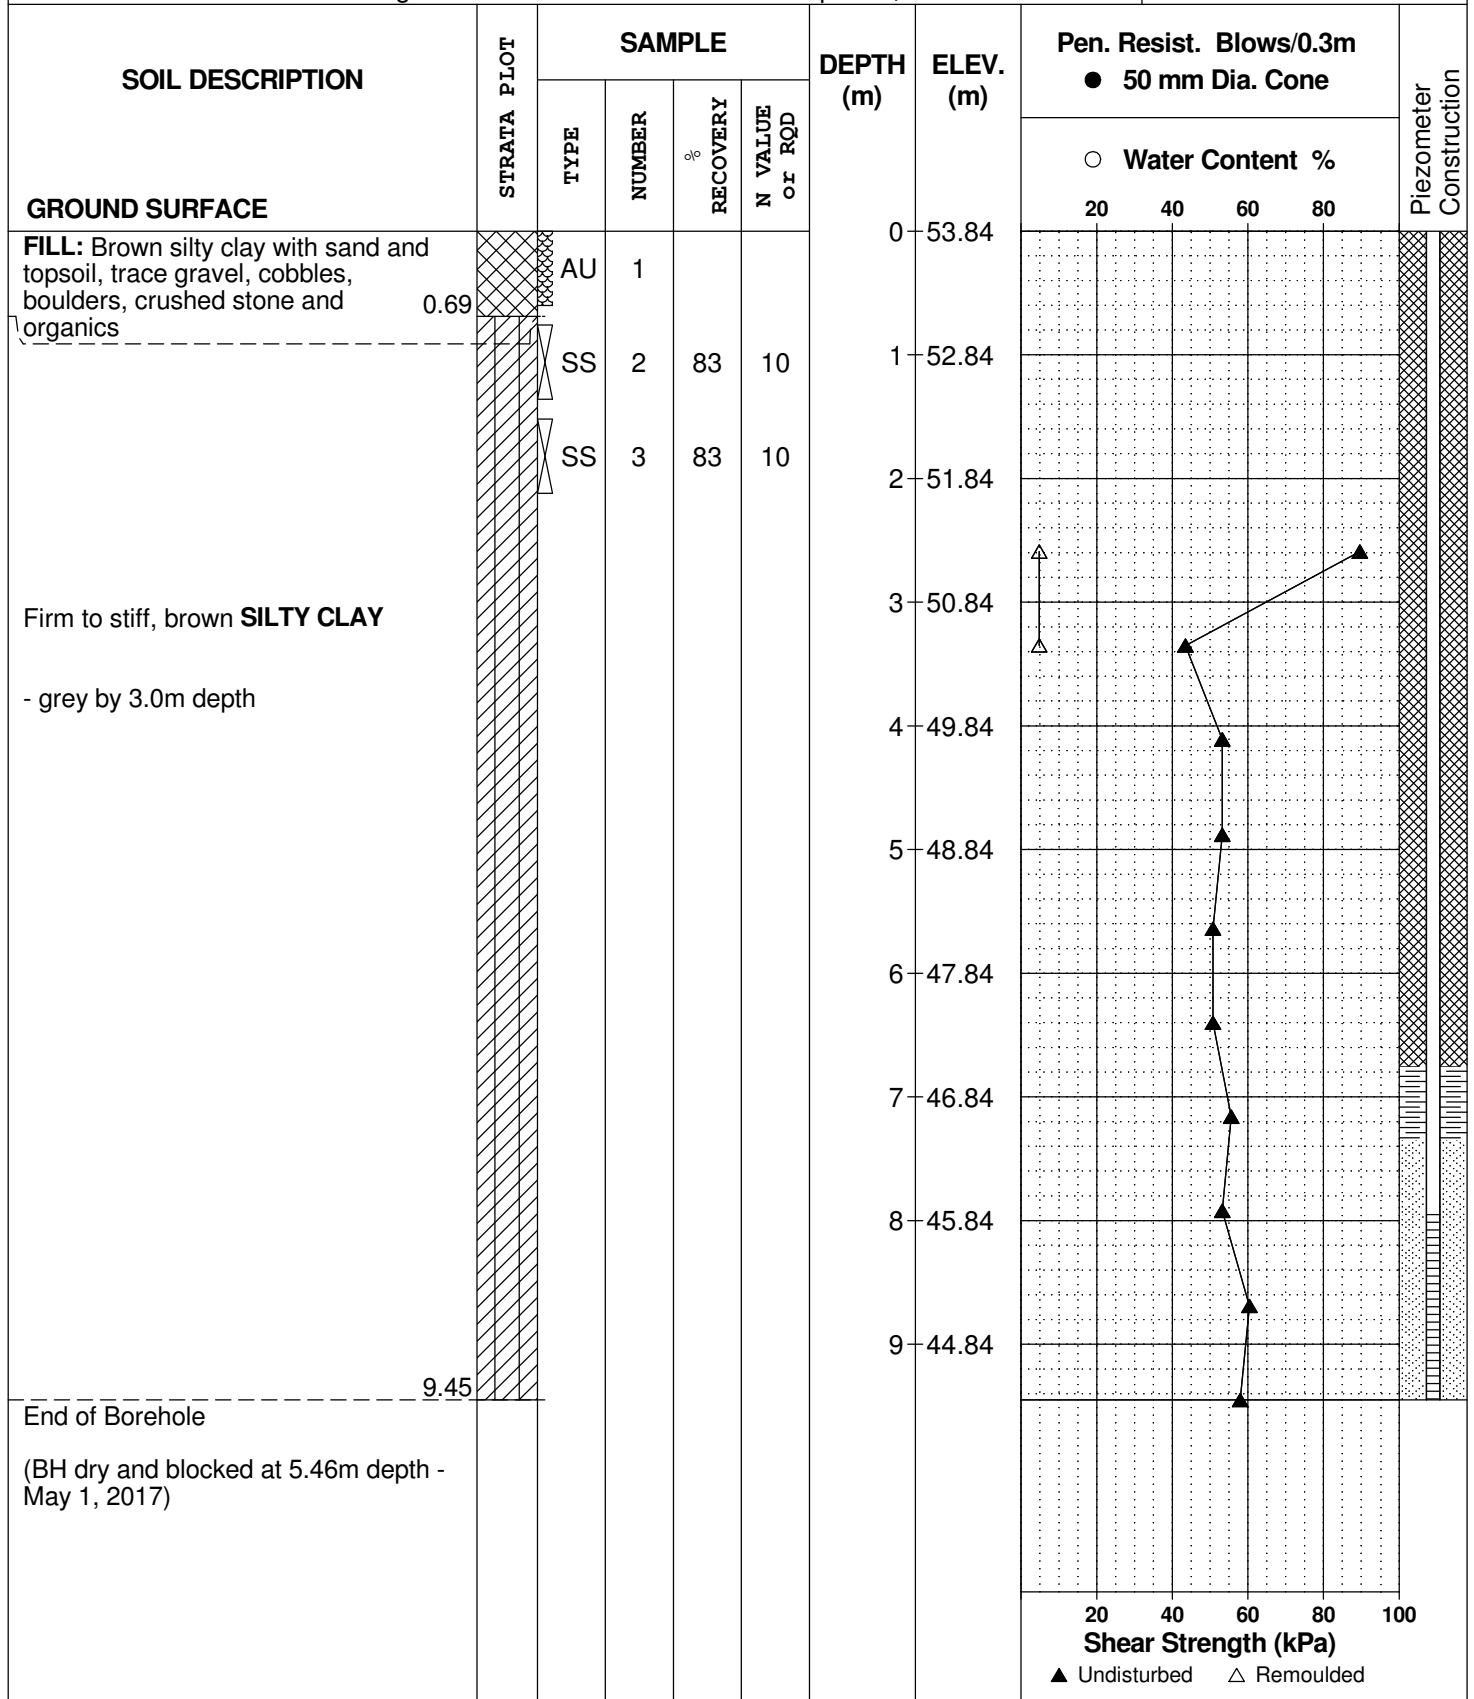 SOIL DESCRIPTION
GROUND SURFACE
STRATA PLOT
SAMPLE
TYPE
NUMBER
%
RECOVERY
N VALUE
or RQD
DEPTH
(m)
ELEV.
(m)
Pen. Resist. Blows/0.3m
● 50 mm Dia. Cone
○ Water Content %
20 40 60 80
Piezometer
Construction
FILL: Brown silty clay with sand and
topsoil, trace gravel, cobbles,
boulders, crushed stone and 0.69
organics
AU 1
SS 2 83 10
SS 3 83 10
0 53.84
1 52.84
2 51.84
3 50.84
4 49.84
5 48.84
6 47.84
7 46.84
8 45.84
9 44.84
Firm to stiff, brown SILTY CLAY
- grey by 3.0m depth
9.45
End of Borehole
(BH dry and blocked at 5.46m depth -
May 1, 2017)
20 40 60 80 100
Shear Strength (kPa)
▲ Undisturbed △ Remoulded